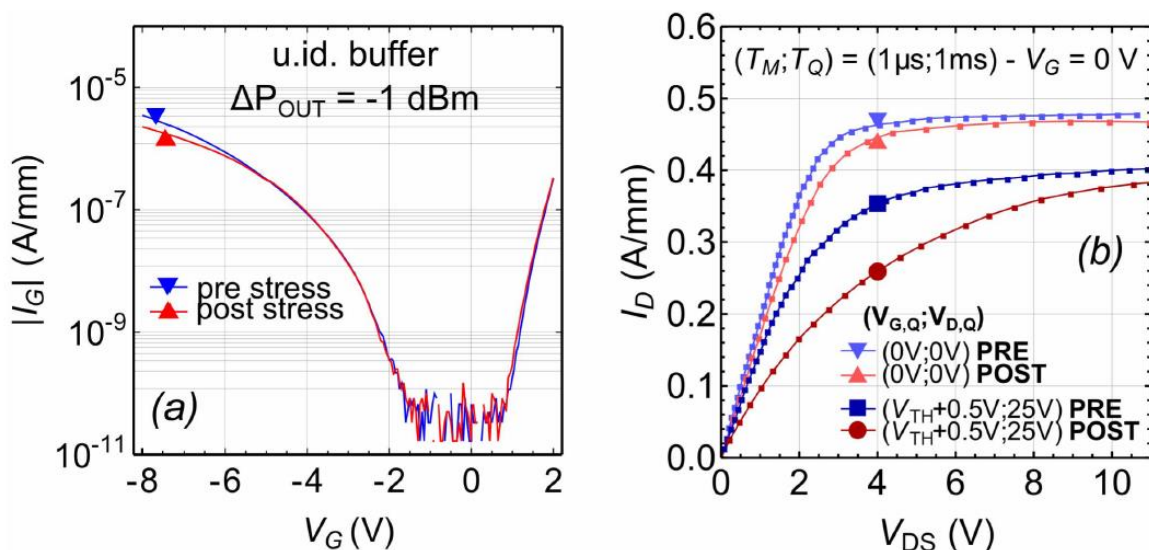 u.id. buffer
ΔP_OUT = -1 dBm
10⁻⁵
10⁻⁷
10⁻⁹
10⁻¹¹
|I_G| (A/mm)
pre stress
post stress
(a)
-8 -6 -4 -2 0 2
V_G (V)
(T_M;T_Q) = (1µs;1ms) - V_G = 0 V
0.6
0.5
0.4
0.3
0.2
0.1
0.0
I_D (A/mm)
(b)
(V_G,Q;V_D,Q)
(0V;0V) PRE
(0V;0V) POST
(V_TH+0.5V;25V) PRE
(V_TH+0.5V;25V) POST
0 2 4 6 8 10
V_DS (V)